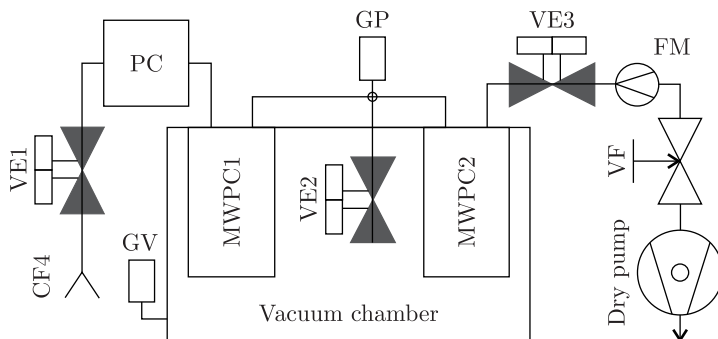 GP
VE3
PC
FM
VE1
MWPC1
VE2
MWPC2
VF
CF4
GV
Dry pump
Vacuum chamber